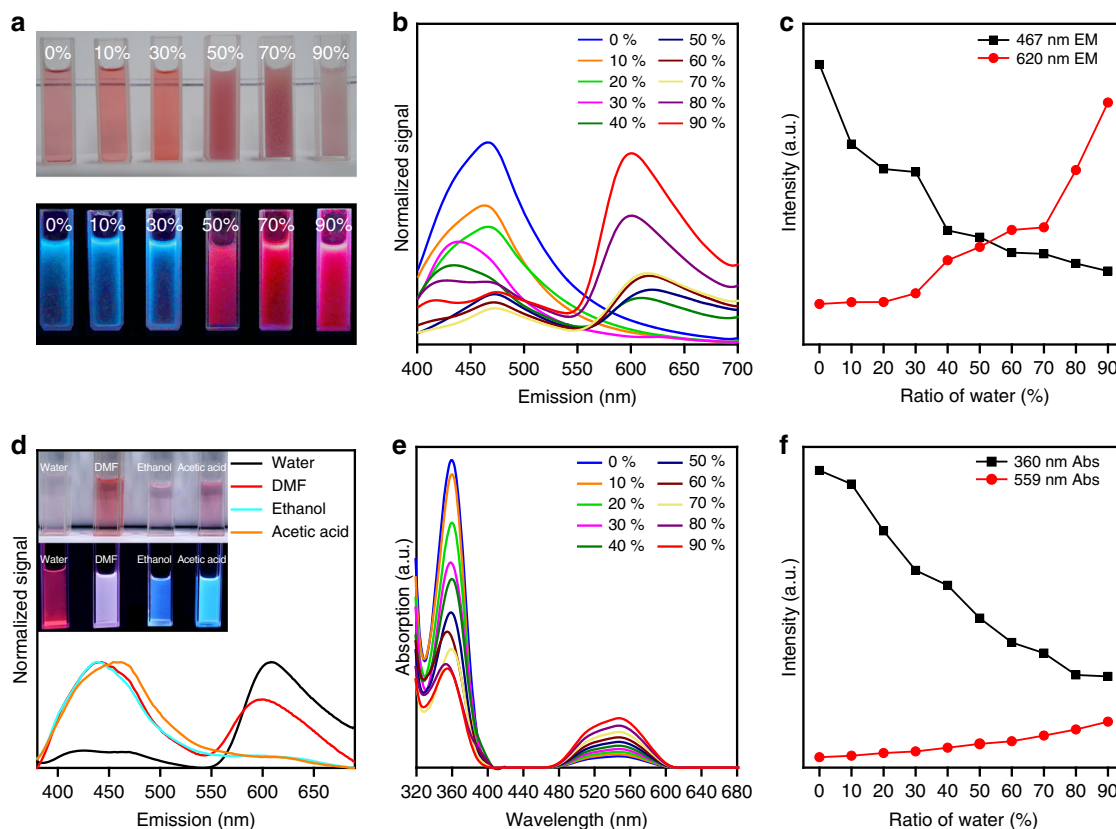 a
0% 10% 30% 50% 70% 90%
0% 10% 30% 50% 70% 90%
b
Normalized signal
0 % 50 %
10 % 60 %
20 % 70 %
30 % 80 %
40 % 90 %
400 450 500 550 600 650 700
Emission (nm)
c
Intensity (a.u.)
467 nm EM
620 nm EM
0 10 20 30 40 50 60 70 80 90
Ratio of water (%)
d
Normalized signal
Water DMF Ethanol Acetic acid
Water DMF Ethanol Acetic acid
Water
DMF
Ethanol
Acetic acid
400 450 500 550 600 650
Emission (nm)
e
Absorption (a.u.)
0 % 50 %
10 % 60 %
20 % 70 %
30 % 80 %
40 % 90 %
320 360 400 440 480 520 560 600 640 680
Wavelength (nm)
f
Intensity (a.u.)
360 nm Abs
559 nm Abs
0 10 20 30 40 50 60 70 80 90
Ratio of water (%)